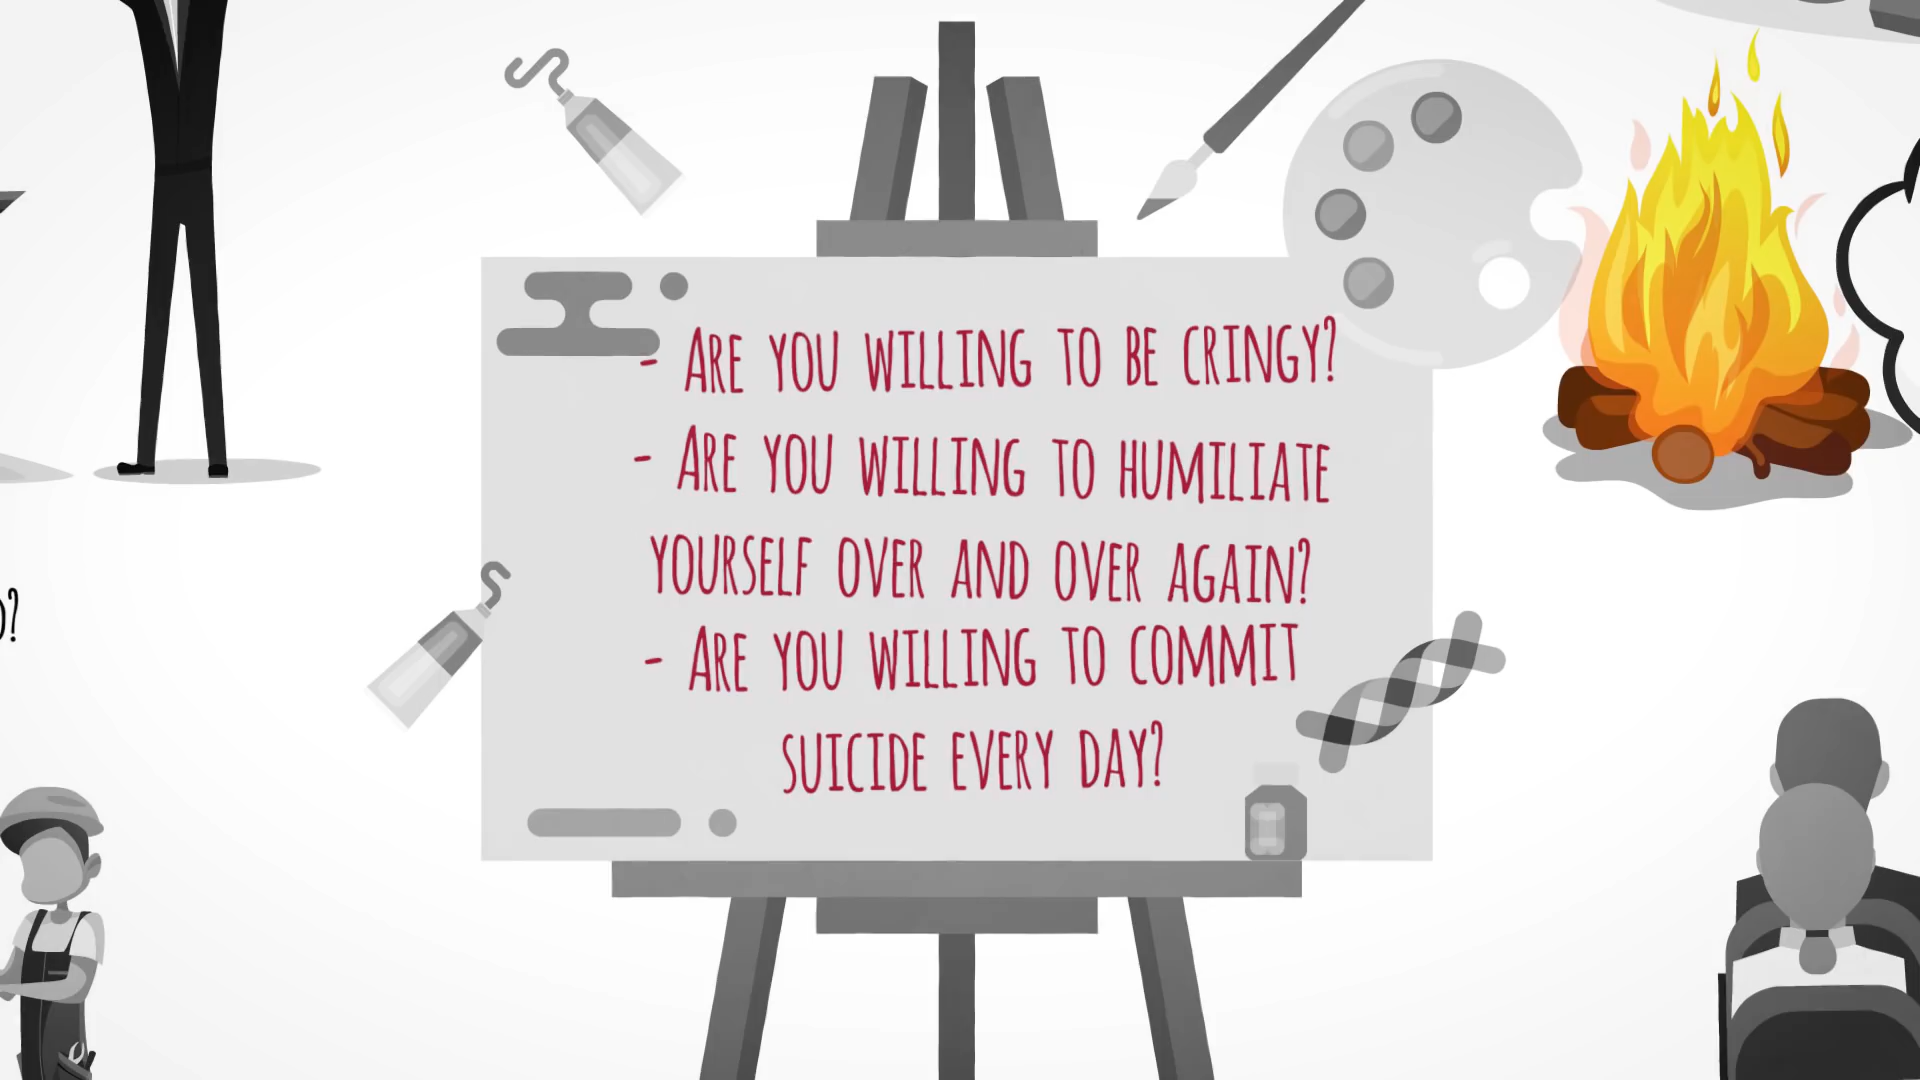 - Are you willing to be cringy?
- Are you willing to humiliate
yourself over and over again?
- Are you willing to commit
suicide every day?